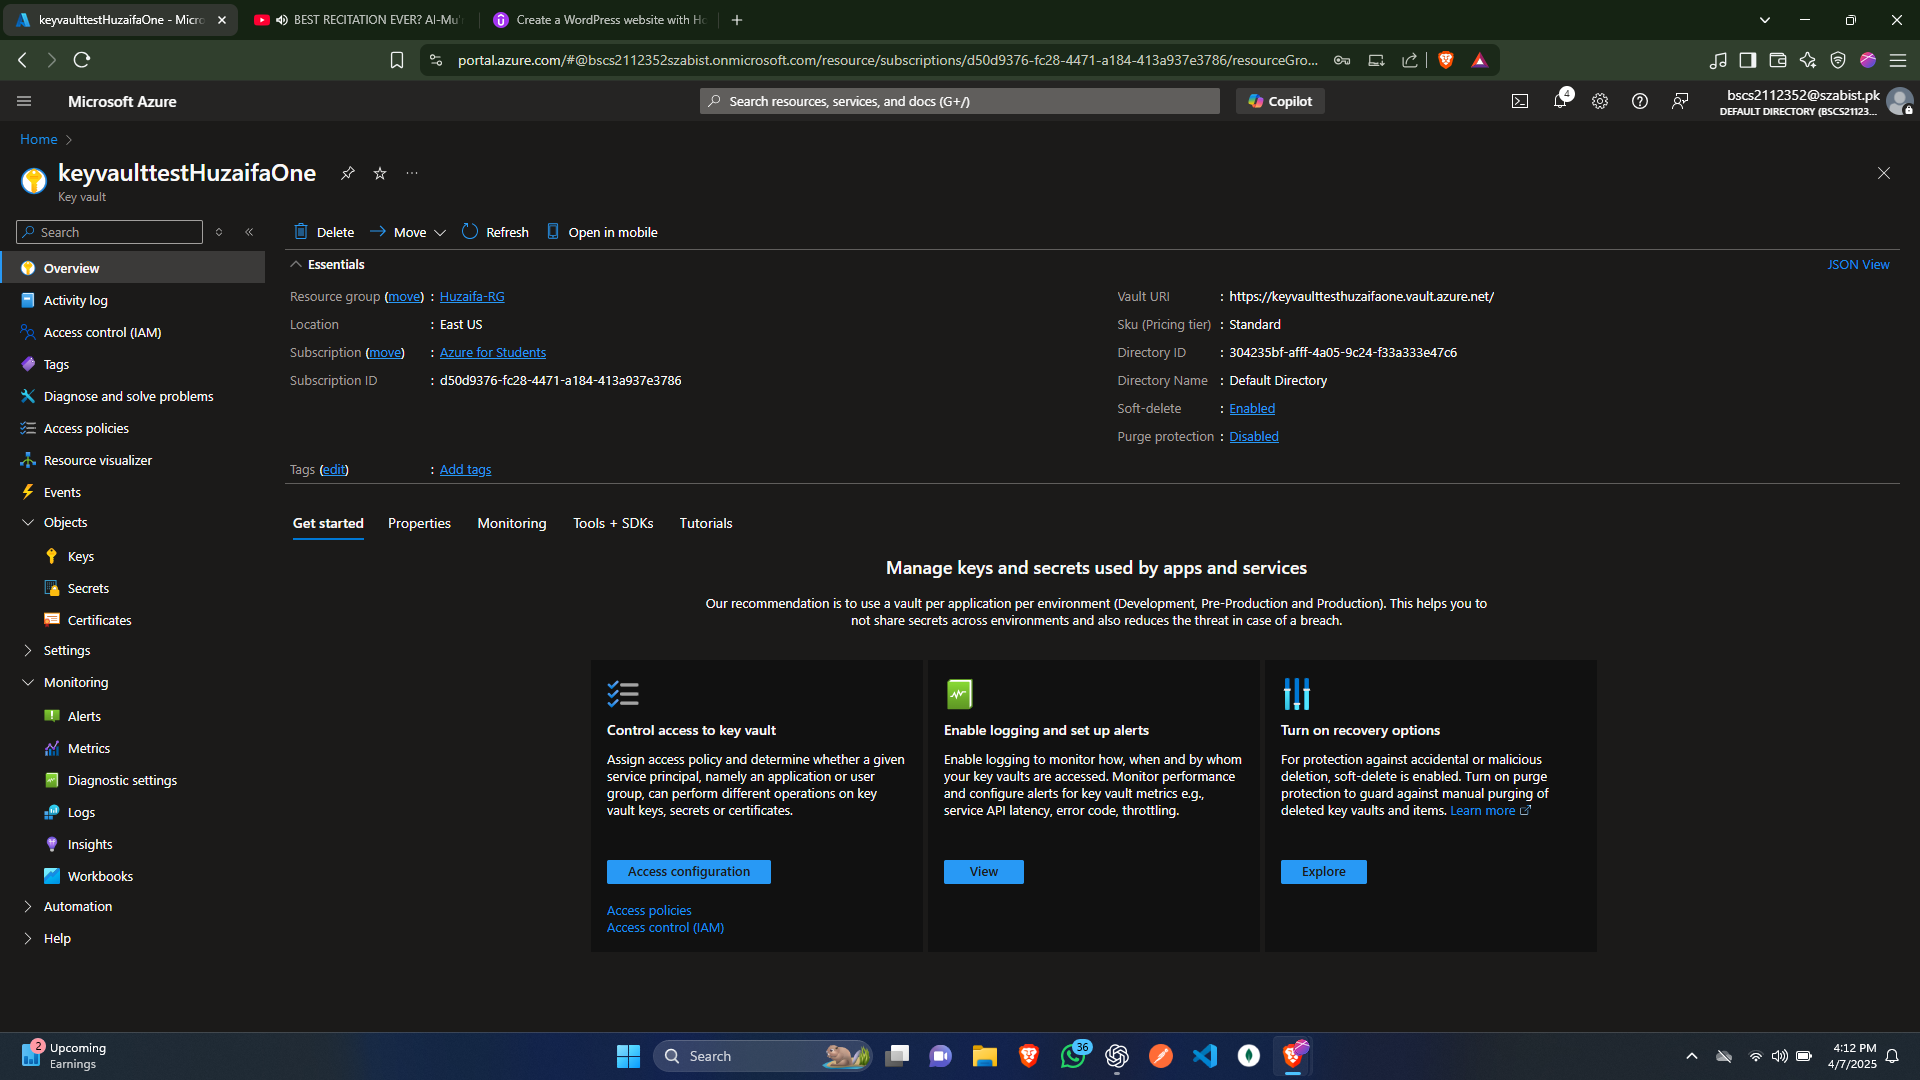 keyvaulttestHuzaifaOne - Micro
BEST RECITATION EVER? Al-Mu'
Create a WordPress website with Ho
portal.azure.com/#@bscs2112352szabist.onmicrosoft.com/resource/subscriptions/d50d9376-fc28-4471-a184-413a937e3786/resourceGro...
Microsoft Azure
Search resources, services, and docs (G+/)
Copilot
4
bscs2112352@szabist.pk
DEFAULT DIRECTORY (BSCS21123...
Home
keyvaulttestHuzaifaOne
Key vault
Search
Delete
Move
Refresh
Open in mobile
Overview
Activity log
Access control (IAM)
Tags
Diagnose and solve problems
Access policies
Resource visualizer
Events
Objects
Keys
Secrets
Certificates
Settings
Monitoring
Alerts
Metrics
Diagnostic settings
Logs
Insights
Workbooks
Automation
Help
Essentials
JSON View
Resource group (move) : Huzaifa-RG
Location : East US
Subscription (move) : Azure for Students
Subscription ID : d50d9376-fc28-4471-a184-413a937e3786
Vault URI : https://keyvaulttesthuzaifaone.vault.azure.net/
Sku (Pricing tier) : Standard
Directory ID : 304235bf-afff-4a05-9c24-f33a333e47c6
Directory Name : Default Directory
Soft-delete : Enabled
Purge protection : Disabled
Tags (edit) : Add tags
Get started
Properties
Monitoring
Tools + SDKs
Tutorials
Manage keys and secrets used by apps and services
Our recommendation is to use a vault per application per environment (Development, Pre-Production and Production). This helps you to
not share secrets across environments and also reduces the threat in case of a breach.
Control access to key vault
Assign access policy and determine whether a given
service principal, namely an application or user
group, can perform different operations on key
vault keys, secrets or certificates.
Access configuration
Access policies
Access control (IAM)
Enable logging and set up alerts
Enable logging to monitor how, when and by whom
your key vaults are accessed. Monitor performance
and configure alerts for key vault metrics e.g.,
service API latency, error code, throttling.
View
Turn on recovery options
For protection against accidental or malicious
deletion, soft-delete is enabled. Turn on purge
protection to guard against manual purging of
deleted key vaults and items. Learn more
Explore
2
Upcoming
Earnings
Search
36
4:12 PM
4/7/2025